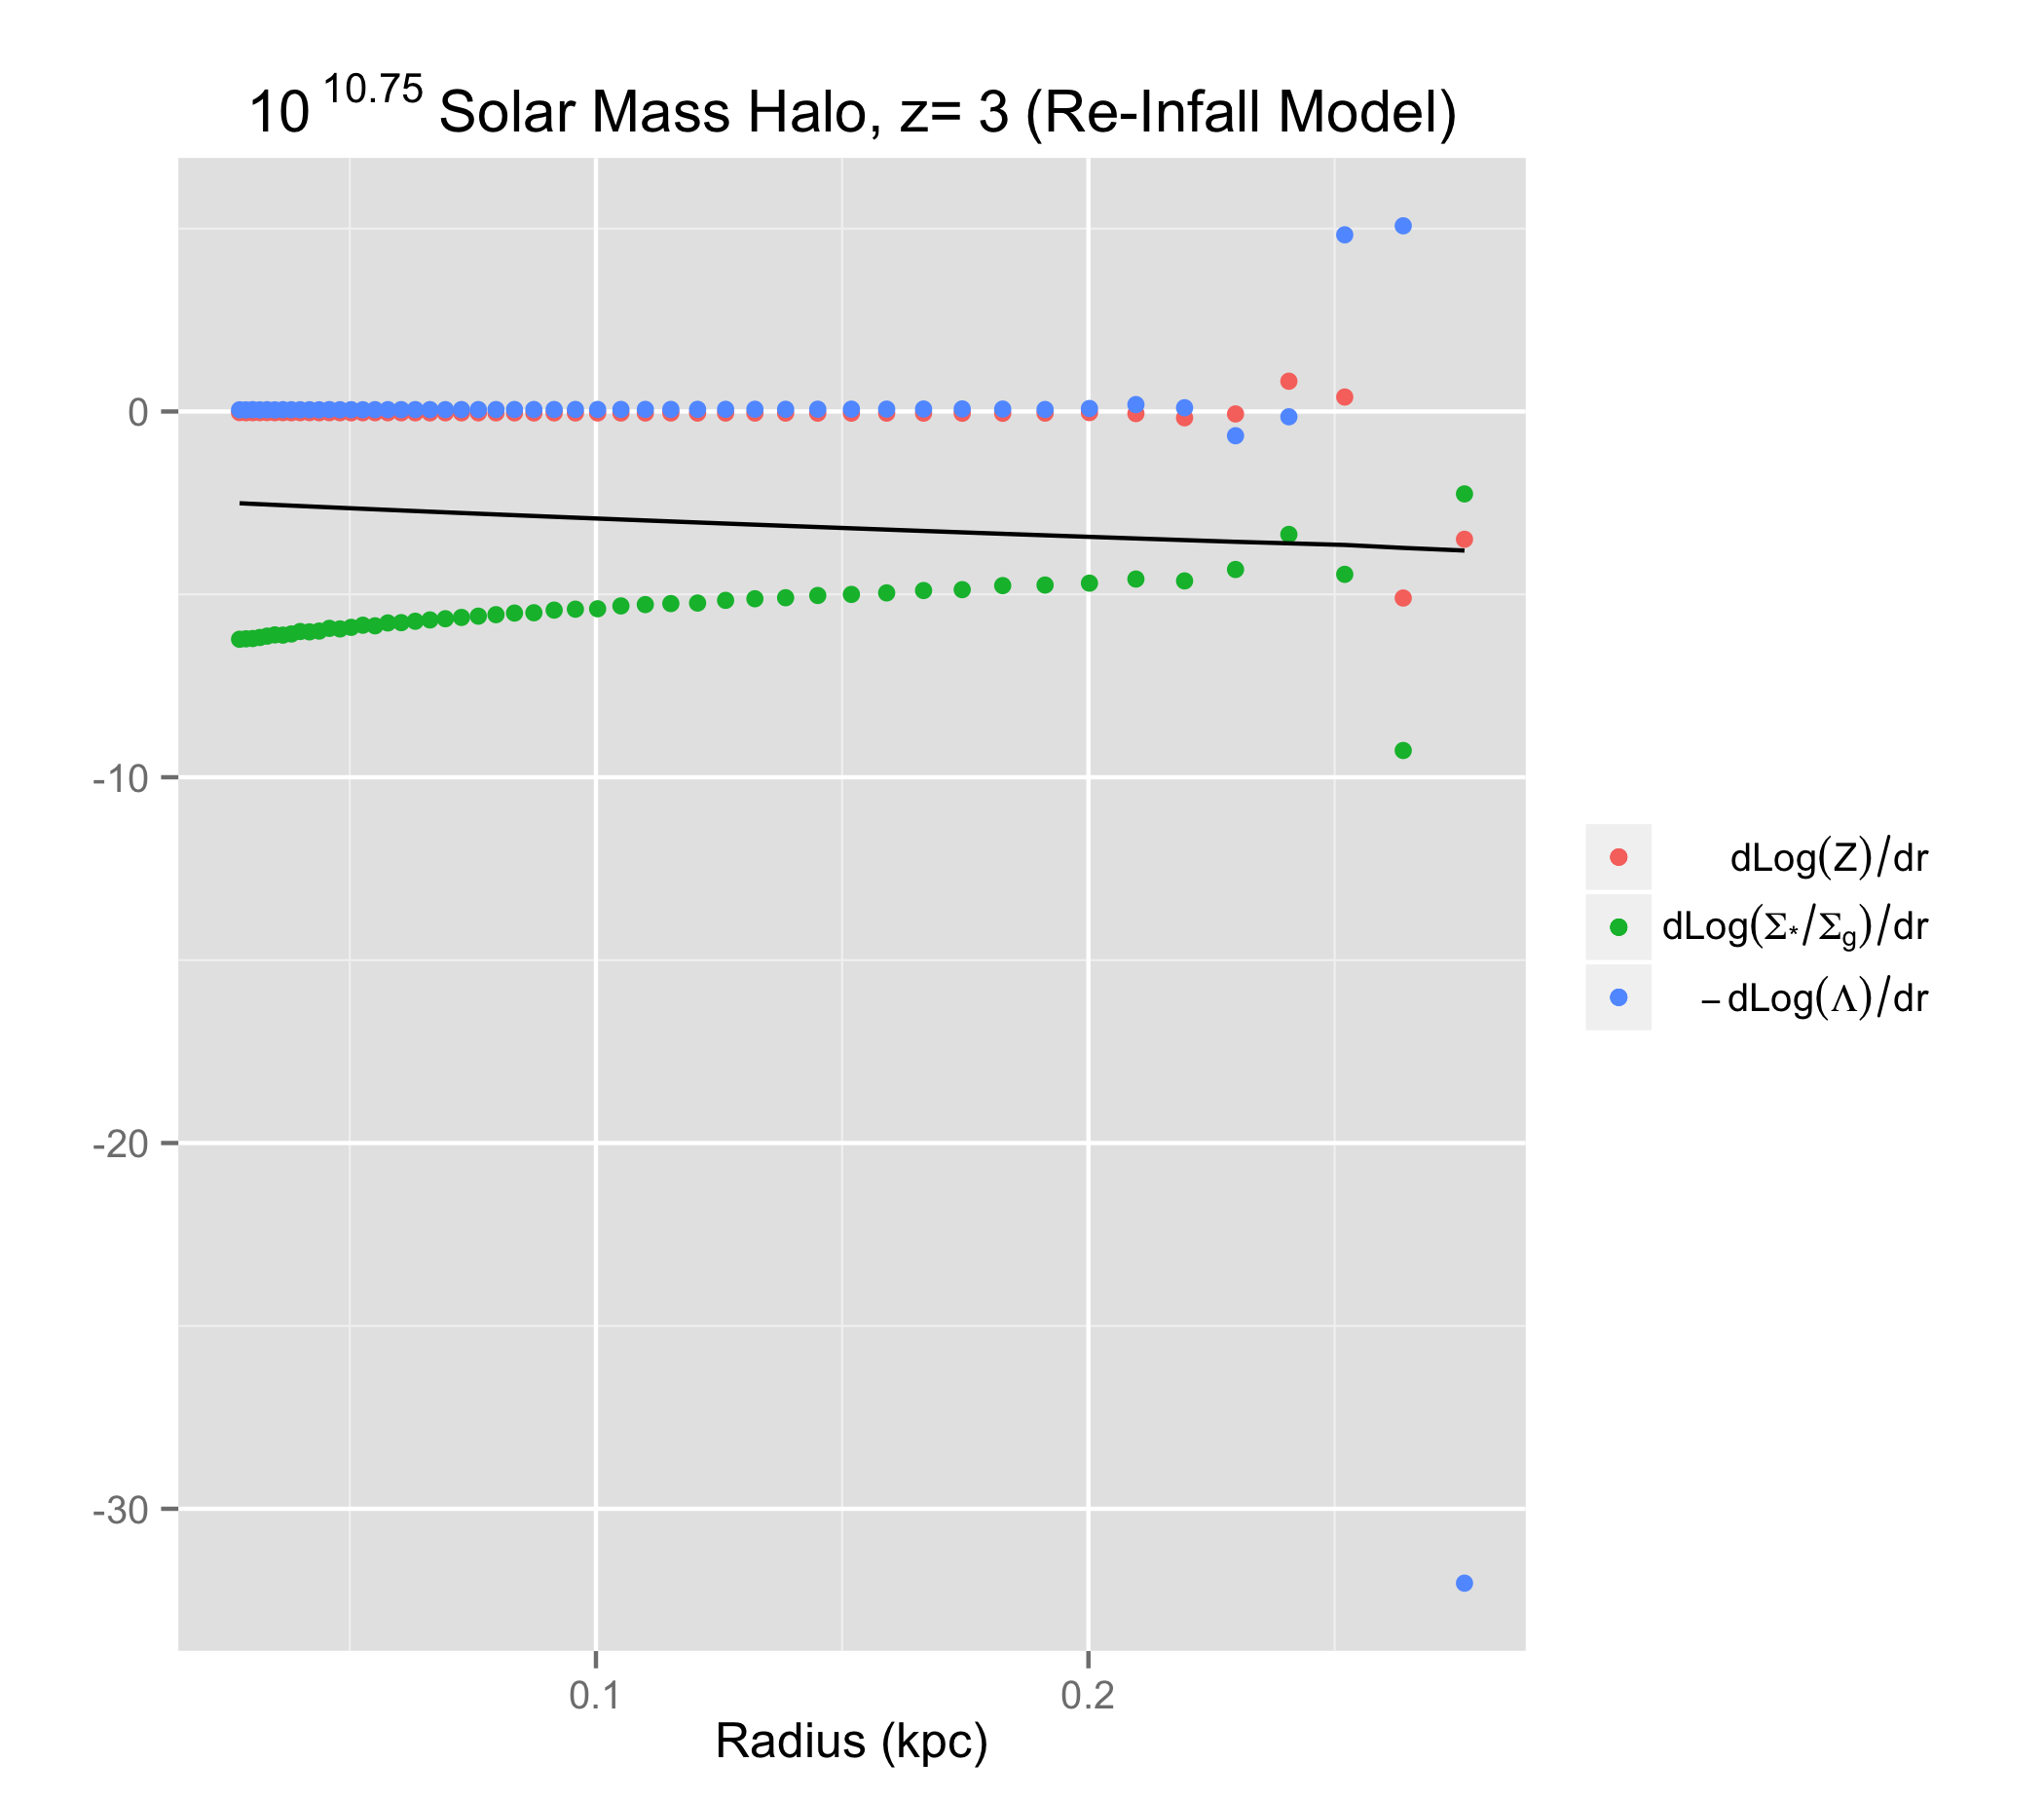 10^10.75 Solar Mass Halo, z= 3 (Re-Infall Model)
0
-10
-20
-30
0.1
0.2
Radius (kpc)
dLog(Z)/dr
dLog(Σ*/Σg)/dr
−dLog(Λ)/dr